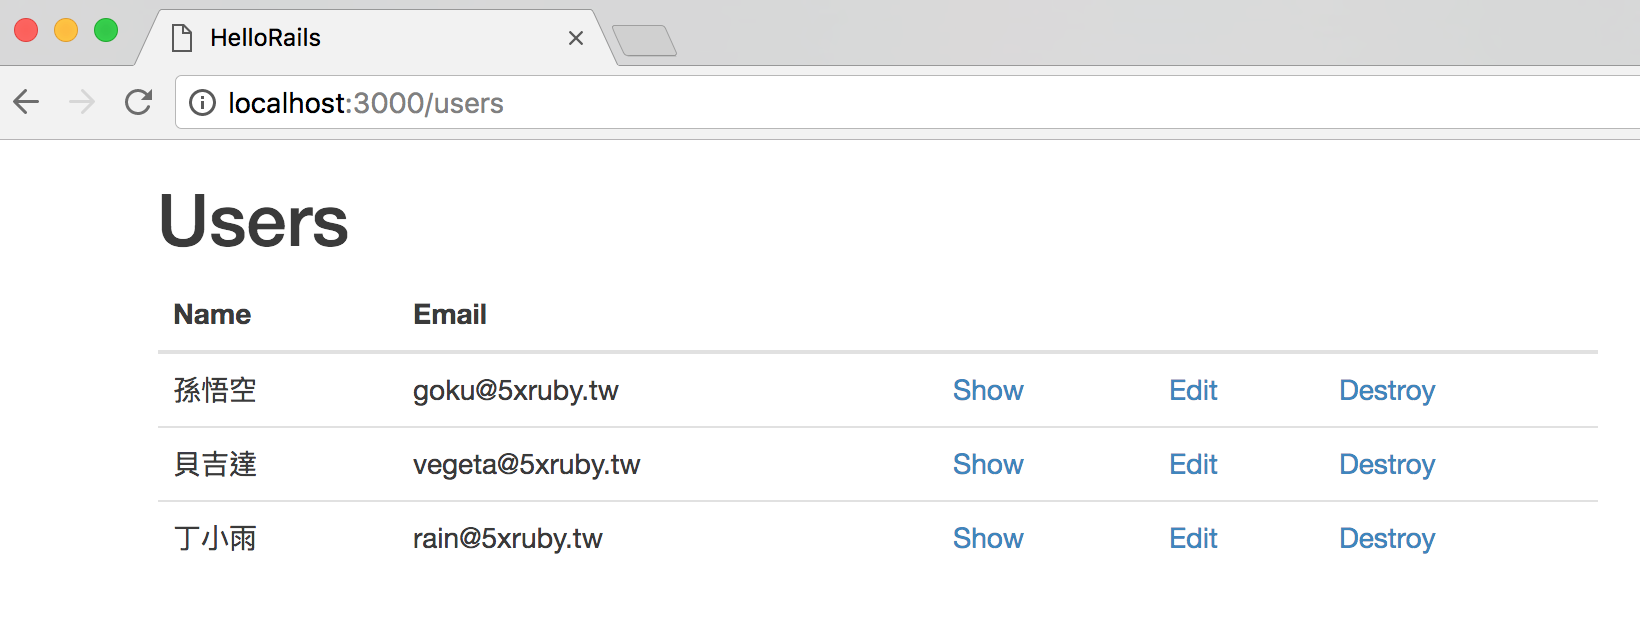 HelloRails
localhost:3000/users
Users
Name Email
孫悟空 goku@5xruby.tw Show Edit Destroy
貝吉達 vegeta@5xruby.tw Show Edit Destroy
丁小雨 rain@5xruby.tw Show Edit Destroy